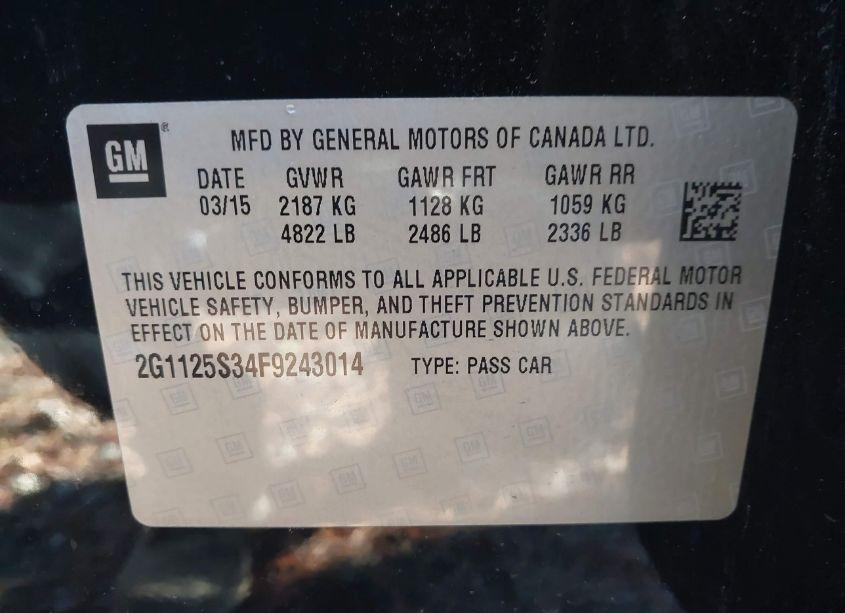 GM
MFD BY GENERAL MOTORS OF CANADA LTD.
DATE GVWR GAWR FRT GAWR RR
03/15 2187 KG 1128 KG 1059 KG
4822 LB 2486 LB 2336 LB
THIS VEHICLE CONFORMS TO ALL APPLICABLE U.S. FEDERAL MOTOR
VEHICLE SAFETY, BUMPER, AND THEFT PREVENTION STANDARDS IN
EFFECT ON THE DATE OF MANUFACTURE SHOWN ABOVE.
2G1125S34F9243014 TYPE: PASS CAR